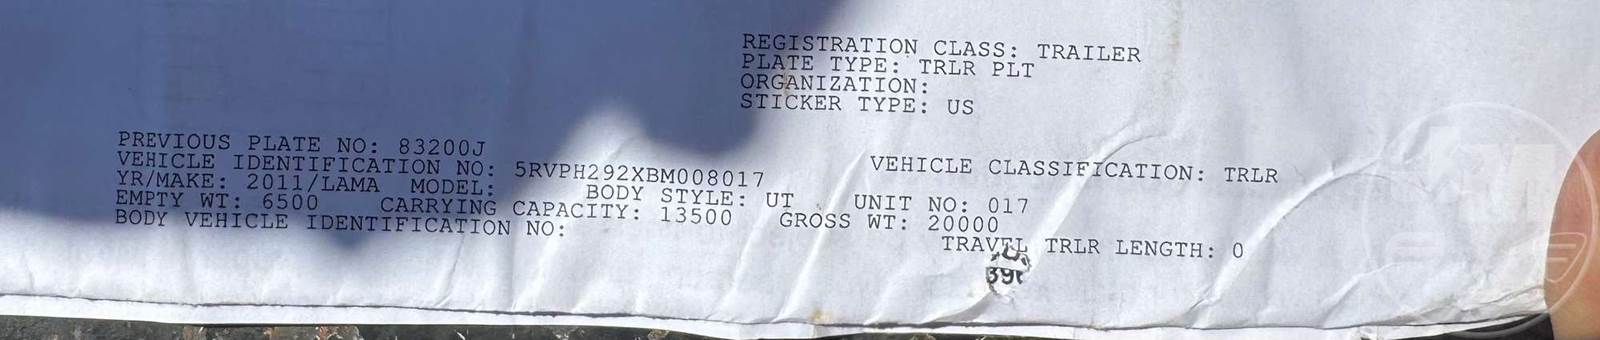 REGISTRATION CLASS: TRAILER
PLATE TYPE: TRLR PLT
ORGANIZATION:
STICKER TYPE: US
PREVIOUS PLATE NO: 83200J
VEHICLE IDENTIFICATION NO: 5RVPH292XBM008017 VEHICLE CLASSIFICATION: TRLR
YR/MAKE: 2011/LAMA MODEL: BODY STYLE: UT UNIT NO: 017
EMPTY WT: 6500 CARRYING CAPACITY: 13500 GROSS WT: 20000
BODY VEHICLE IDENTIFICATION NO: TRAVEL TRLR LENGTH: 0